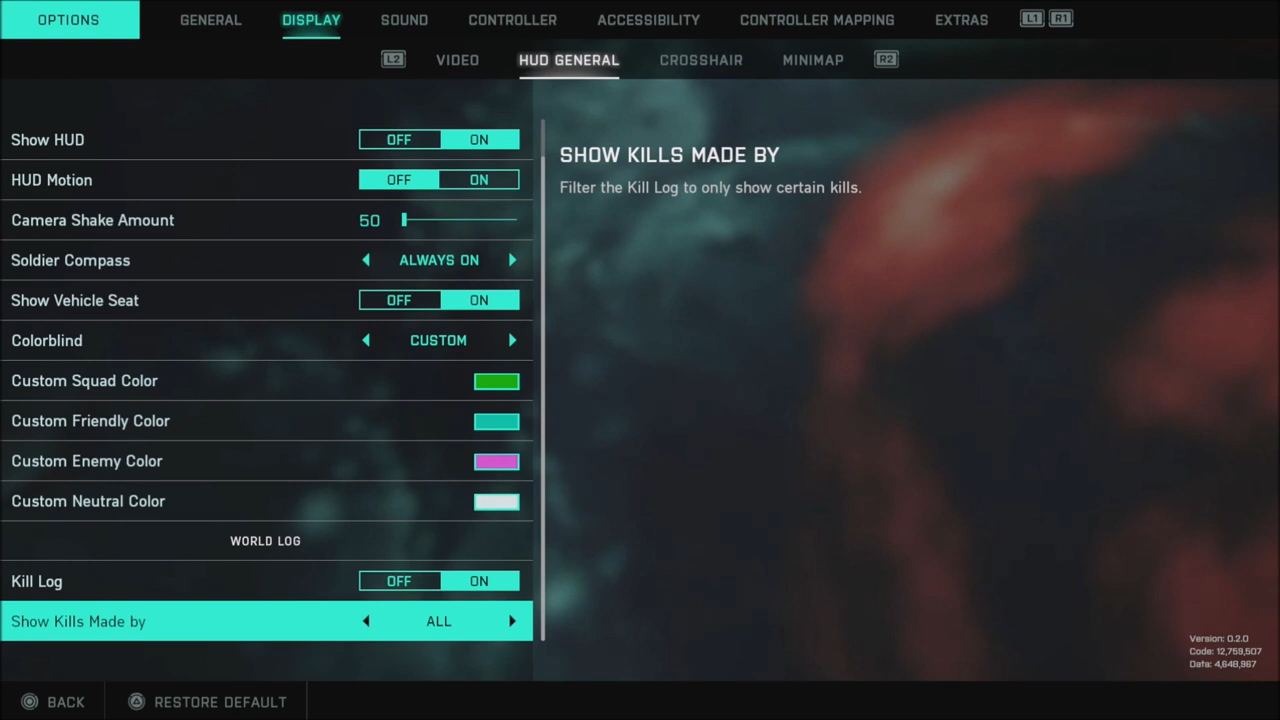 OPTIONS GENERAL DISPLAY SOUND CONTROLLER ACCESSIBILITY CONTROLLER MAPPING EXTRAS L1 R1
L2 VIDEO HUD GENERAL CROSSHAIR MINIMAP R2
Show HUD OFF ON
HUD Motion OFF ON
Camera Shake Amount 50
Soldier Compass ALWAYS ON
Show Vehicle Seat OFF ON
Colorblind CUSTOM
Custom Squad Color
Custom Friendly Color
Custom Enemy Color
Custom Neutral Color
WORLD LOG
Kill Log OFF ON
Show Kills Made by ALL
SHOW KILLS MADE BY
Filter the Kill Log to only show certain kills.
Version: 0.2.0
Code: 12,759,507
Data: 4,648,967
BACK RESTORE DEFAULT